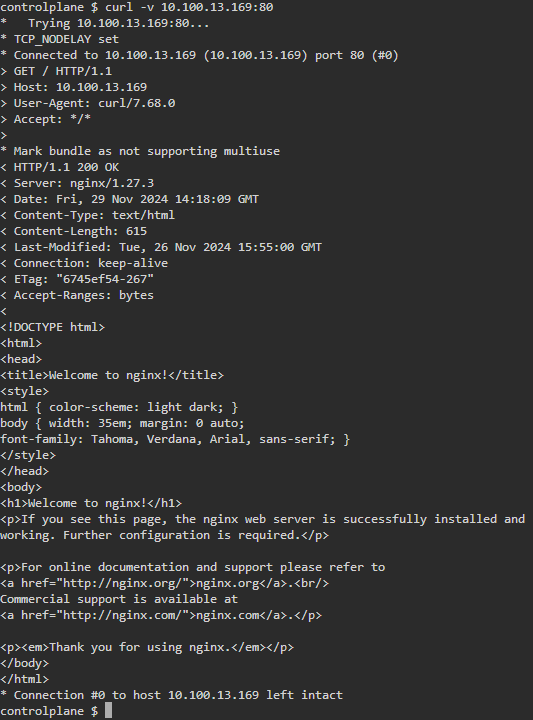 controlplane $ curl -v 10.100.13.169:80
*   Trying 10.100.13.169:80...
* TCP_NODELAY set
* Connected to 10.100.13.169 (10.100.13.169) port 80 (#0)
> GET / HTTP/1.1
> Host: 10.100.13.169
> User-Agent: curl/7.68.0
> Accept: */*
>
* Mark bundle as not supporting multiuse
< HTTP/1.1 200 OK
< Server: nginx/1.27.3
< Date: Fri, 29 Nov 2024 14:18:09 GMT
< Content-Type: text/html
< Content-Length: 615
< Last-Modified: Tue, 26 Nov 2024 15:55:00 GMT
< Connection: keep-alive
< ETag: "6745ef54-267"
< Accept-Ranges: bytes
<
<!DOCTYPE html>
<html>
<head>
<title>Welcome to nginx!</title>
<style>
html { color-scheme: light dark; }
body { width: 35em; margin: 0 auto;
font-family: Tahoma, Verdana, Arial, sans-serif; }
</style>
</head>
<body>
<h1>Welcome to nginx!</h1>
<p>If you see this page, the nginx web server is successfully installed and
working. Further configuration is required.</p>

<p>For online documentation and support please refer to
<a href="http://nginx.org/">nginx.org</a>.<br/>
Commercial support is available at
<a href="http://nginx.com/">nginx.com</a>.</p>

<p><em>Thank you for using nginx.</em></p>
</body>
</html>
* Connection #0 to host 10.100.13.169 left intact
controlplane $